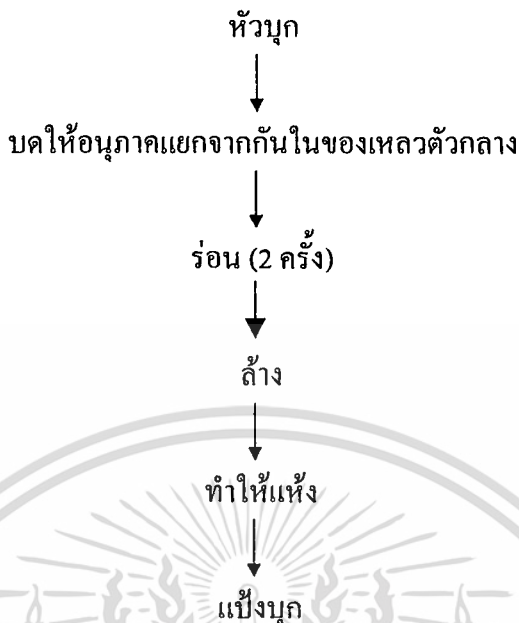 หัวบุก
บดให้อนุภาคแยกจากกันในของเหลวตัวกลาง
ร่อน (2 ครั้ง)
ล้าง
ทำให้แห้ง
แป้งบุก